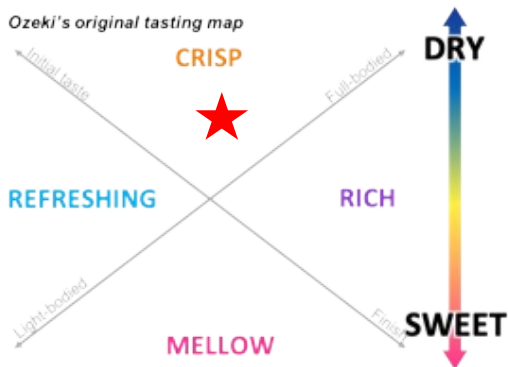 Ozeki's original tasting map
CRISP
DRY
Initial taste
Full-bodied
REFRESHING
RICH
Light-bodied
Finish
SWEET
MELLOW